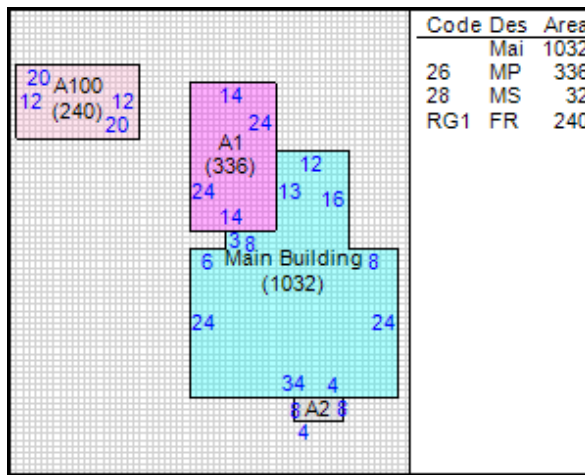 Code Des Area
Mai 1032
26 MP 336
28 MS 32
RG1 FR 240
20
A100
12 12
(240)
20
14
24
A1
(336)
24
14
12
13 16
3 8
6 Main Building 8
(1032)
24 24
34 4
8 A2 8
4